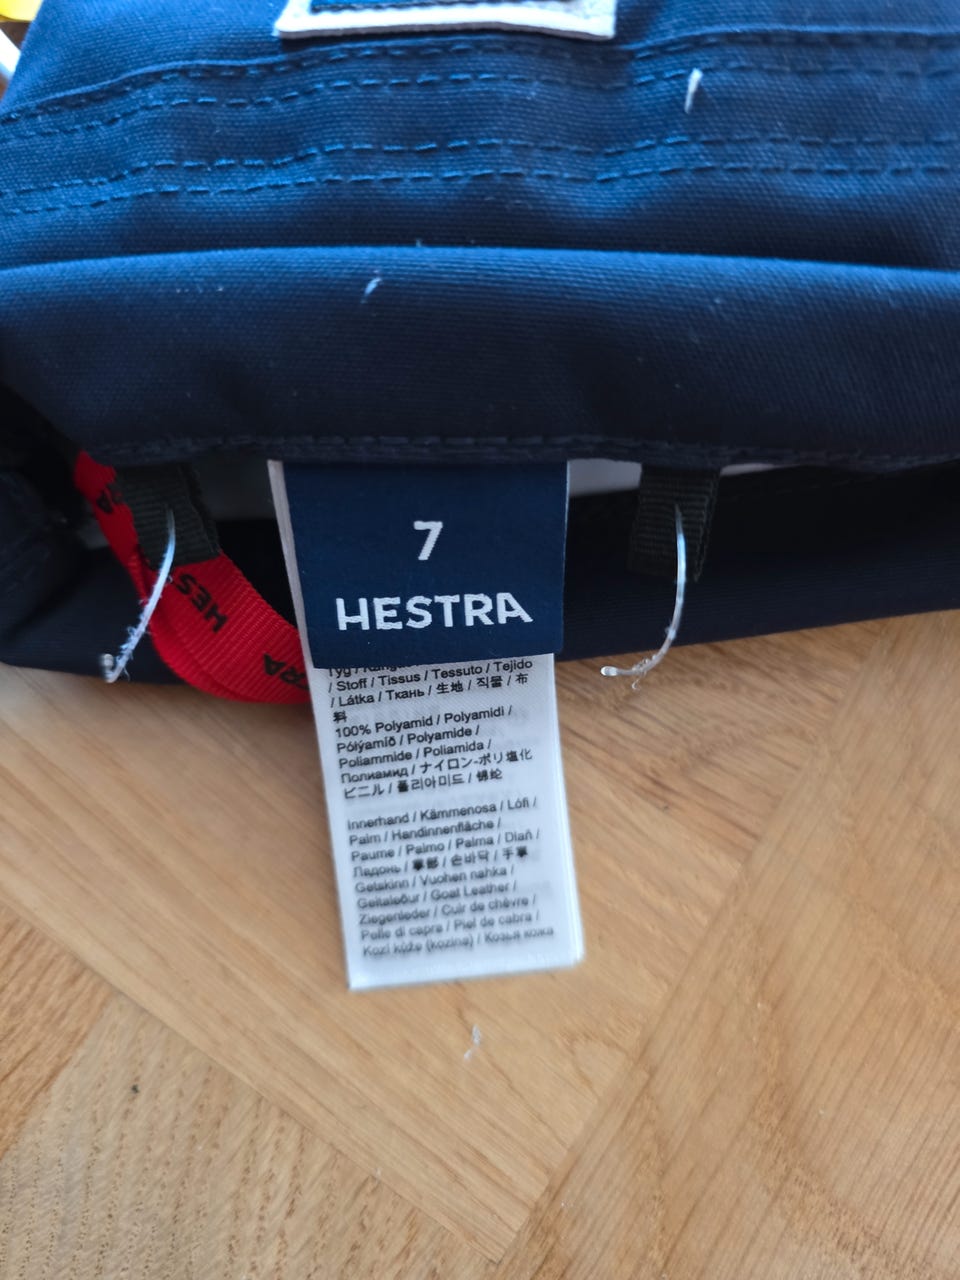 7
HESTRA
/ Stoff / Tissus / Tessuto / Tejido
/ Látka / Ткань / 生地 / 직물 / 布
料
100% Polyamid / Polyamidi /
Pólýamíð / Polyamide /
Poliammide / Poliamida /
Полиамид / ナイロン-ポリ塩化
ビニル / 폴리아미드 / 锦纶
Innerhand / Kämmenosa / Lófi /
Palm / Handinnenfläche /
Paume / Palmo / Palma / Dlaň /
Ладонь / 掌部 / 손바닥 / 手掌
Getskinn / Vuohen nahka /
Geitaleður / Goat Leather /
Ziegenleder / Cuir de chèvre /
Pelle di capra / Piel de cabra /
Kozí kůže (kozina) / Козья кожа
HES
RA